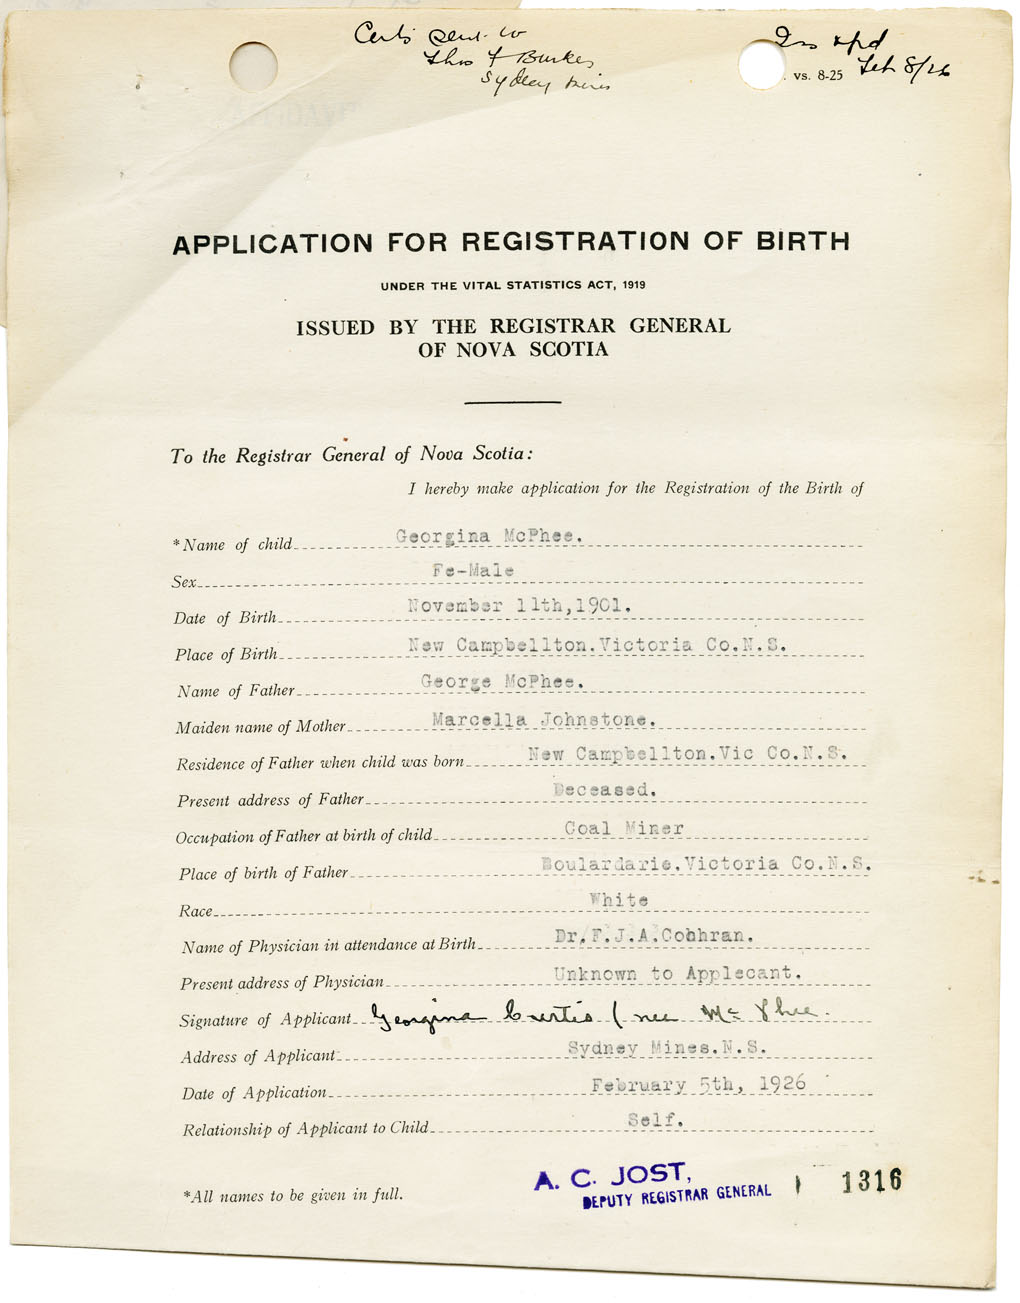 Certs sent to
Thos F Burkes
Sydney Mines
Ins & pd
vs. 8-25 Feb 8/26
APPLICATION FOR REGISTRATION OF BIRTH
UNDER THE VITAL STATISTICS ACT, 1919
ISSUED BY THE REGISTRAR GENERAL
OF NOVA SCOTIA
To the Registrar General of Nova Scotia:
I hereby make application for the Registration of the Birth of
*Name of child Georgina McPhee.
Sex Fe-Male
Date of Birth November 11th,1901.
Place of Birth New Campbellton.Victoria Co.N.S.
Name of Father George McPhee.
Maiden name of Mother Marcella Johnstone.
Residence of Father when child was born New Campbellton.Vic Co.N.S.
Present address of Father Deceased.
Occupation of Father at birth of child Coal Miner
Place of birth of Father Boulardarie.Victoria Co.N.S.
Race White
Name of Physician in attendance at Birth Dr.F.J.A.Cohhran.
Present address of Physician Unknown to Applecant.
Signature of Applicant Georgina Curtis (nee McPhee.
Address of Applicant Sydney Mines.N.S.
Date of Application February 5th, 1926
Relationship of Applicant to Child Self.
*All names to be given in full.
A. C. JOST,
DEPUTY REGISTRAR GENERAL
1316